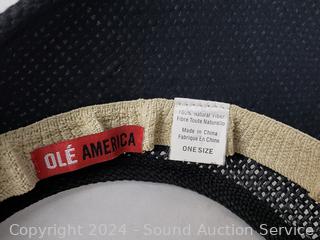 OLÉ AMERICA
100% Natural Fiber
Fibre Toute Naturelle
Made in China
Fabrique En Chine
ONE SIZE
Copyright © 2024 - Sound Auction Service